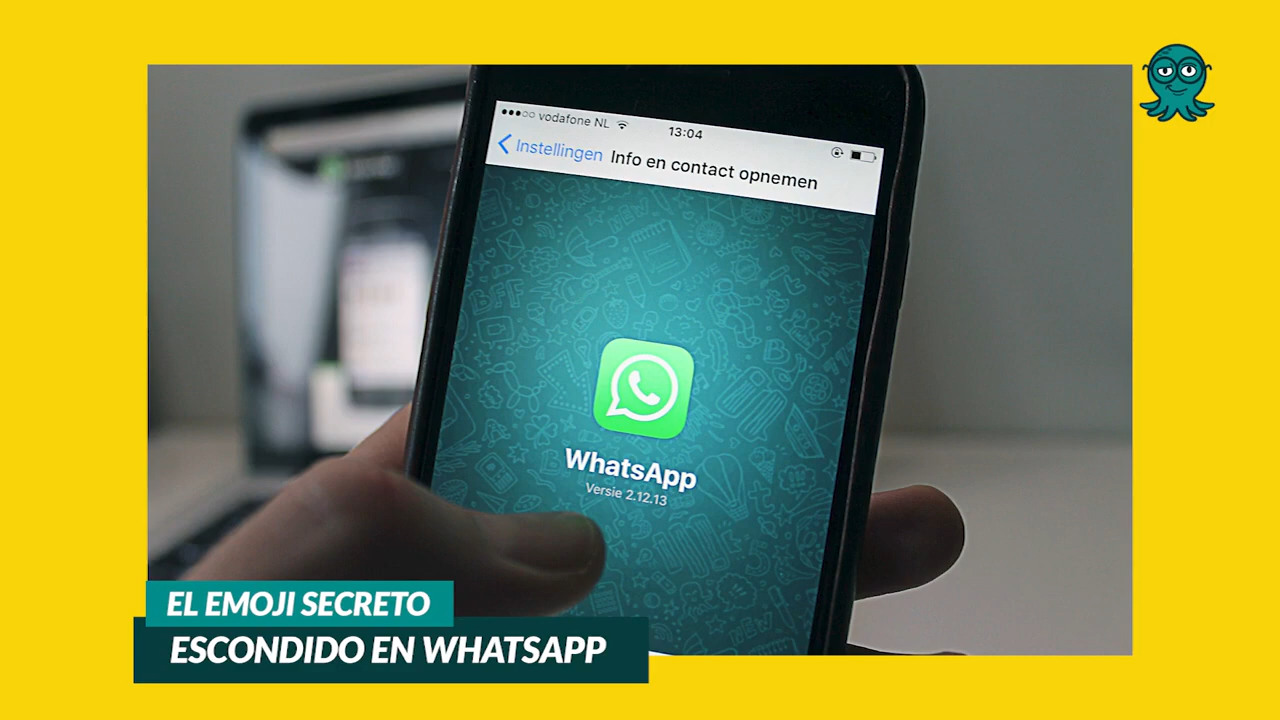 vodafone NL
13:04
Instellingen
Info en contact opnemen
WhatsApp
Versie 2.12.13
EL EMOJI SECRETO
ESCONDIDO EN WHATSAPP